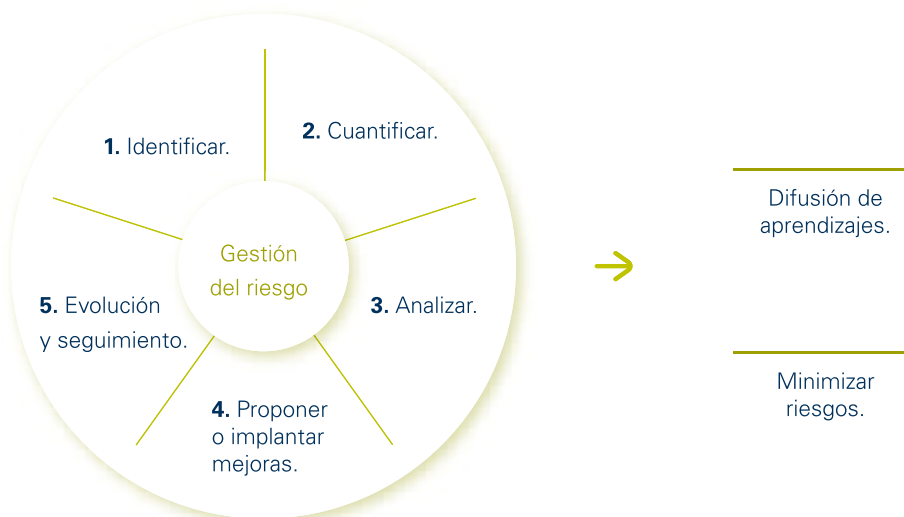 1. Identificar.
2. Cuantificar.
Gestión
del riesgo
3. Analizar.
4. Proponer
o implantar
mejoras.
5. Evolución
y seguimiento.
Difusión de
aprendizajes.
Minimizar
riesgos.